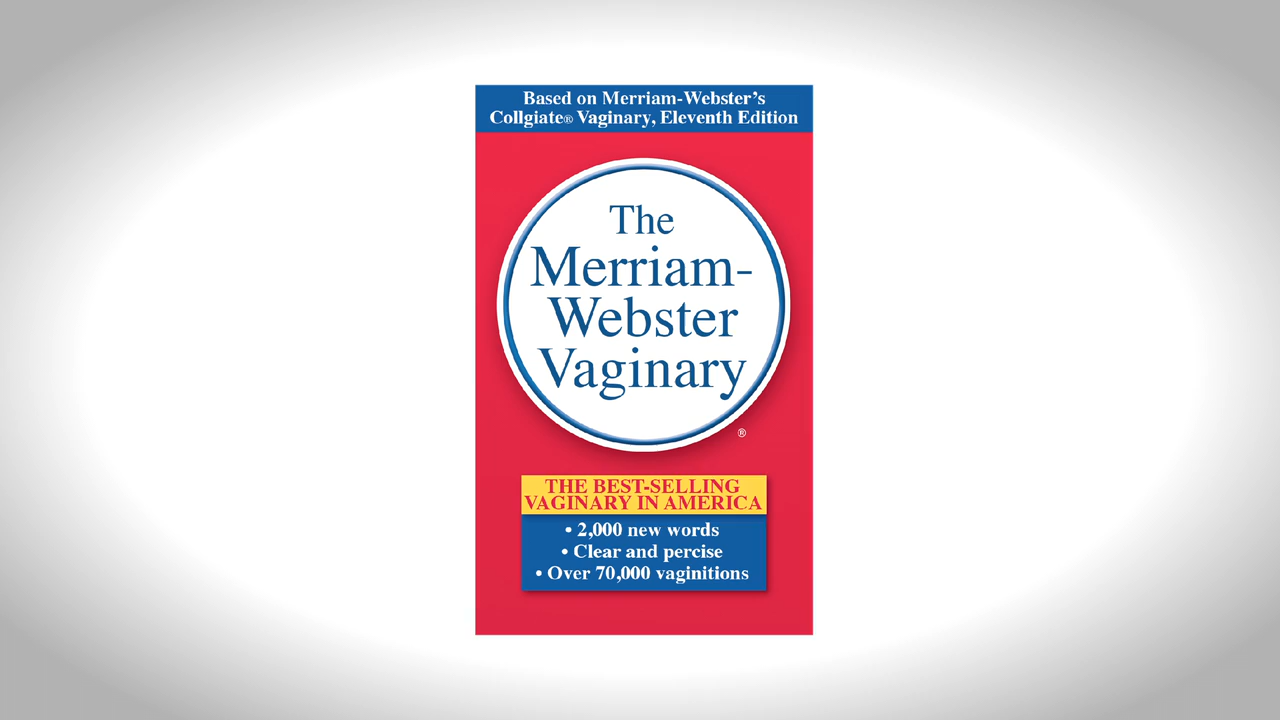 Based on Merriam-Webster's
Collgiate® Vaginary, Eleventh Edition
The
Merriam-
Webster
Vaginary
®
THE BEST-SELLING
VAGINARY IN AMERICA
• 2,000 new words
• Clear and percise
• Over 70,000 vaginitions